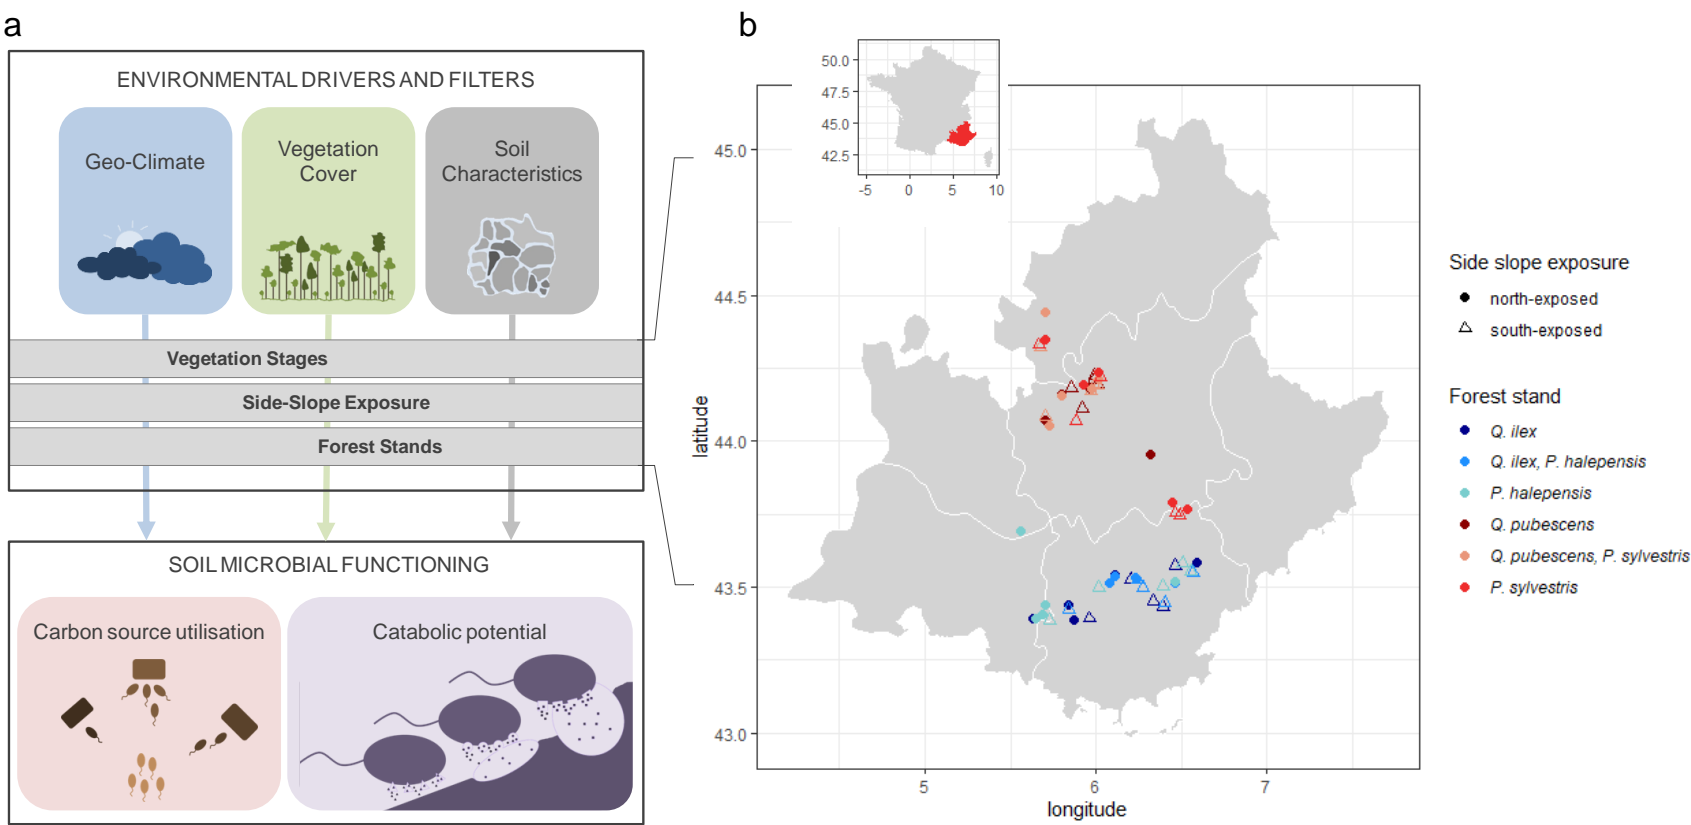 a
ENVIRONMENTAL DRIVERS AND FILTERS
Geo-Climate
Vegetation
Cover
Soil
Characteristics
Vegetation Stages
Side-Slope Exposure
Forest Stands
SOIL MICROBIAL FUNCTIONING
Carbon source utilisation
Catabolic potential
b
50.0
47.5
45.0
42.5
-5
0
5
10
45.0
44.5
44.0
43.5
43.0
latitude
5
6
7
longitude
Side slope exposure
north-exposed
south-exposed
Forest stand
Q. ilex
Q. ilex, P. halepensis
P. halepensis
Q. pubescens
Q. pubescens, P. sylvestris
P. sylvestris